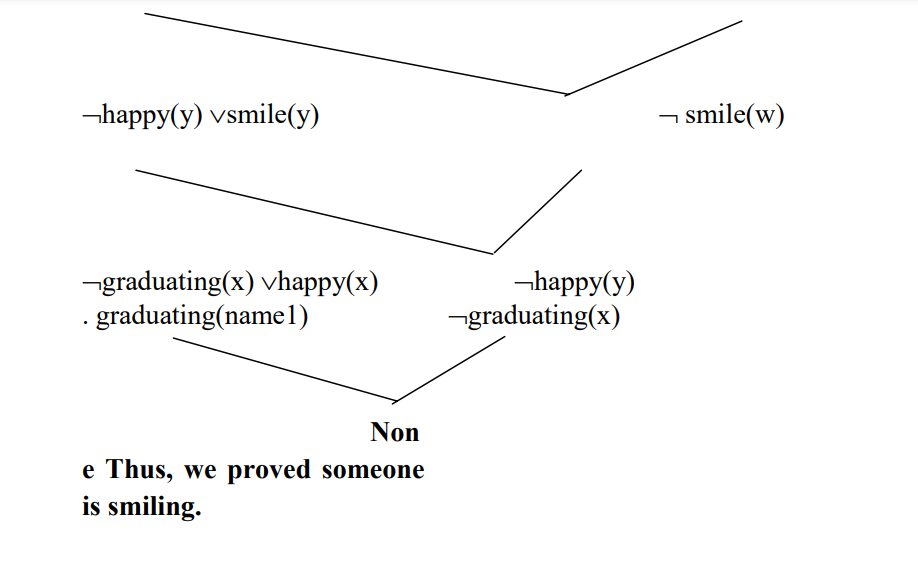 ¬happy(y) ∨smile(y) ¬ smile(w)
¬graduating(x) ∨happy(x) ¬happy(y)
. graduating(name1) ¬graduating(x)
Non
e Thus, we proved someone
is smiling.